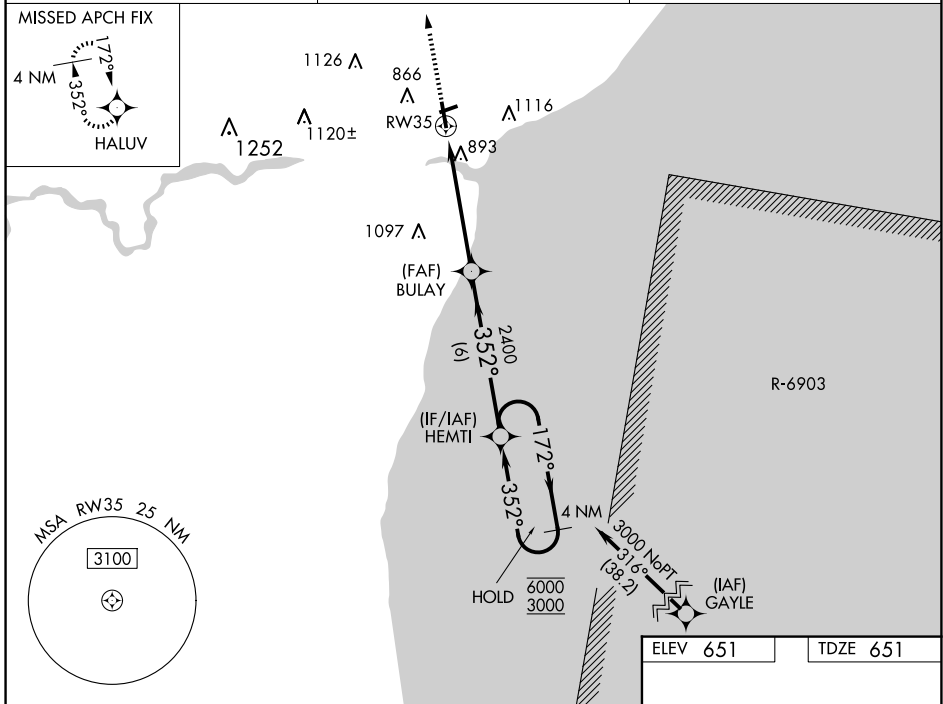 MISSED APCH FIX
4 NM
172°
352°
HALUV
1126
866
1116
RW35
1120±
1252
893
1097
(FAF)
BULAY
2400
352°
(6)
R-6903
(IF/IAF)
HEMTI
172°
352°
4 NM
HOLD
6000
3000
3000 NoPT
316°
(38.2)
(IAF)
GAYLE
MSA RW35 25 NM
3100
ELEV 651
TDZE 651